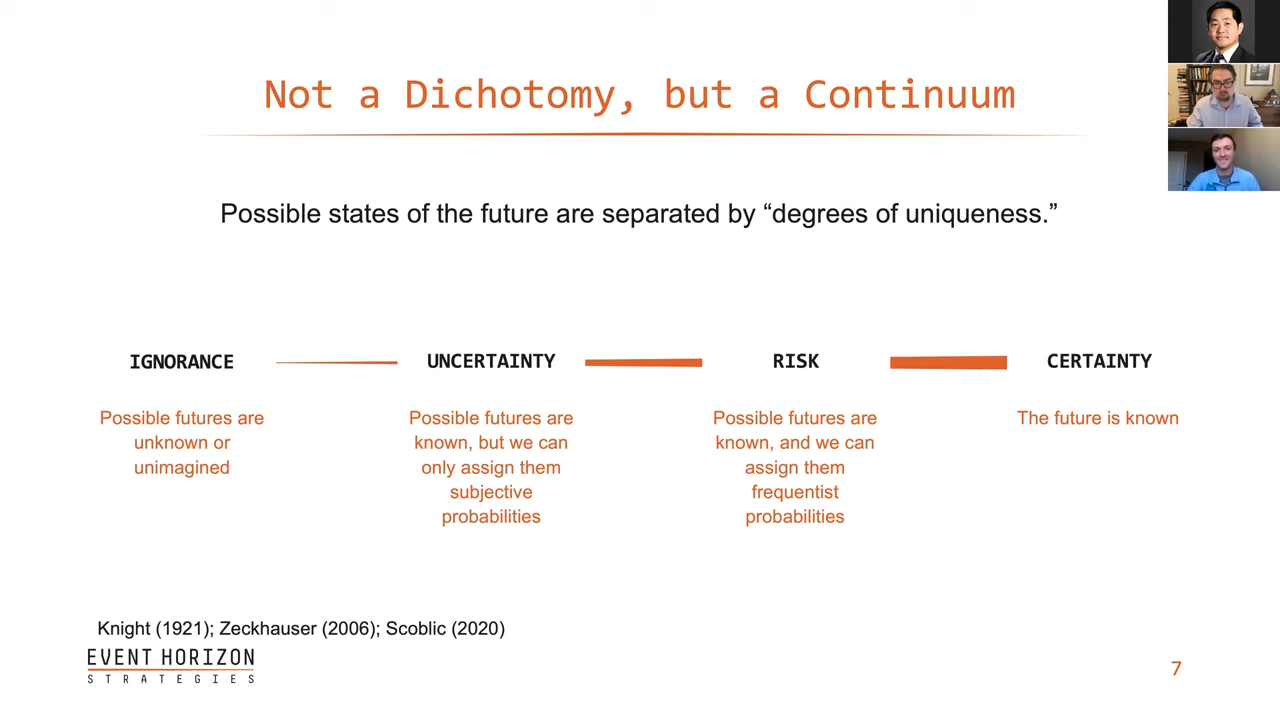 Not a Dichotomy, but a Continuum
Possible states of the future are separated by “degrees of uniqueness.”
IGNORANCE
Possible futures are
unknown or
unimagined
UNCERTAINTY
Possible futures are
known, but we can
only assign them
subjective
probabilities
RISK
Possible futures are
known, and we can
assign them
frequentist
probabilities
CERTAINTY
The future is known
Knight (1921); Zeckhauser (2006); Scoblic (2020)
EVENT HORIZON
STRATEGIES
7